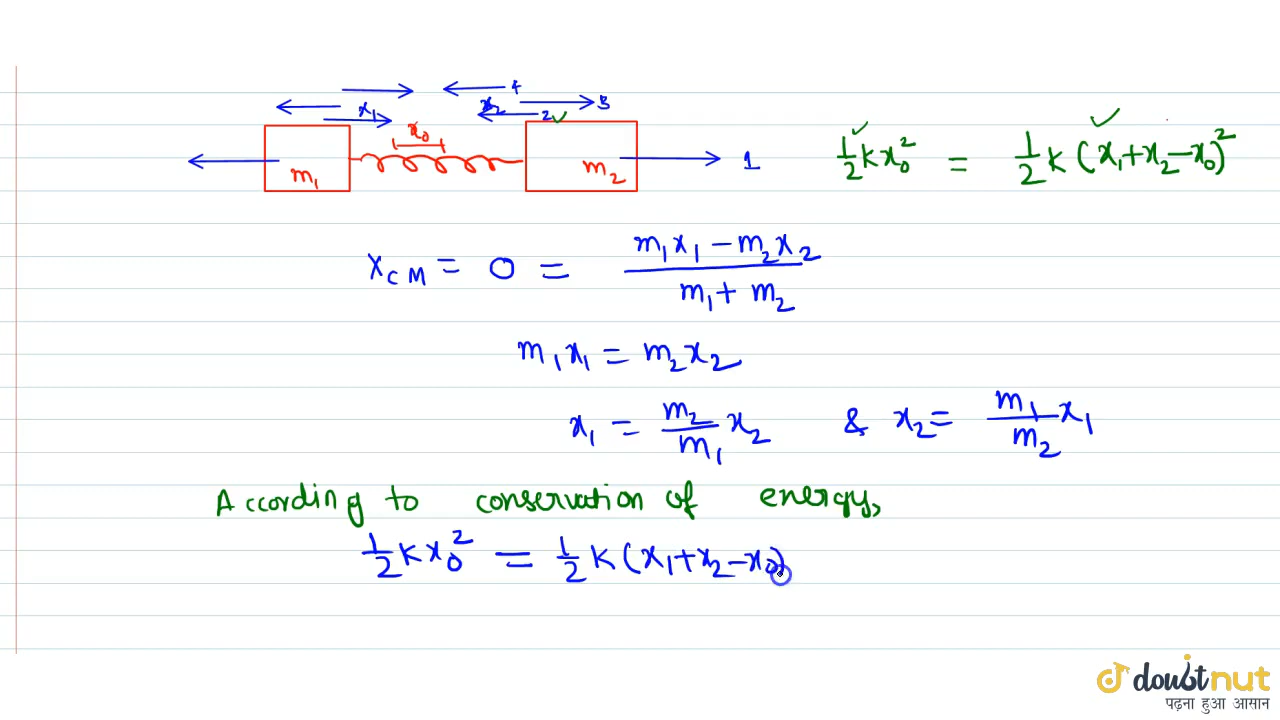 4
x₁ x₂ 3
x₀ 2✓
m₁ m₂ 1
½kx₀² = ½k(x₁+x₂-x₀)²
x_CM = 0 = (m₁x₁ - m₂x₂)/(m₁ + m₂)
m₁x₁ = m₂x₂
x₁ = (m₂/m₁) x₂ & x₂ = (m₁/m₂) x₁
According to conservation of energy,
½kx₀² = ½k(x₁+x₂-x₀)
doubtnut
पढ़ना हुआ आसान